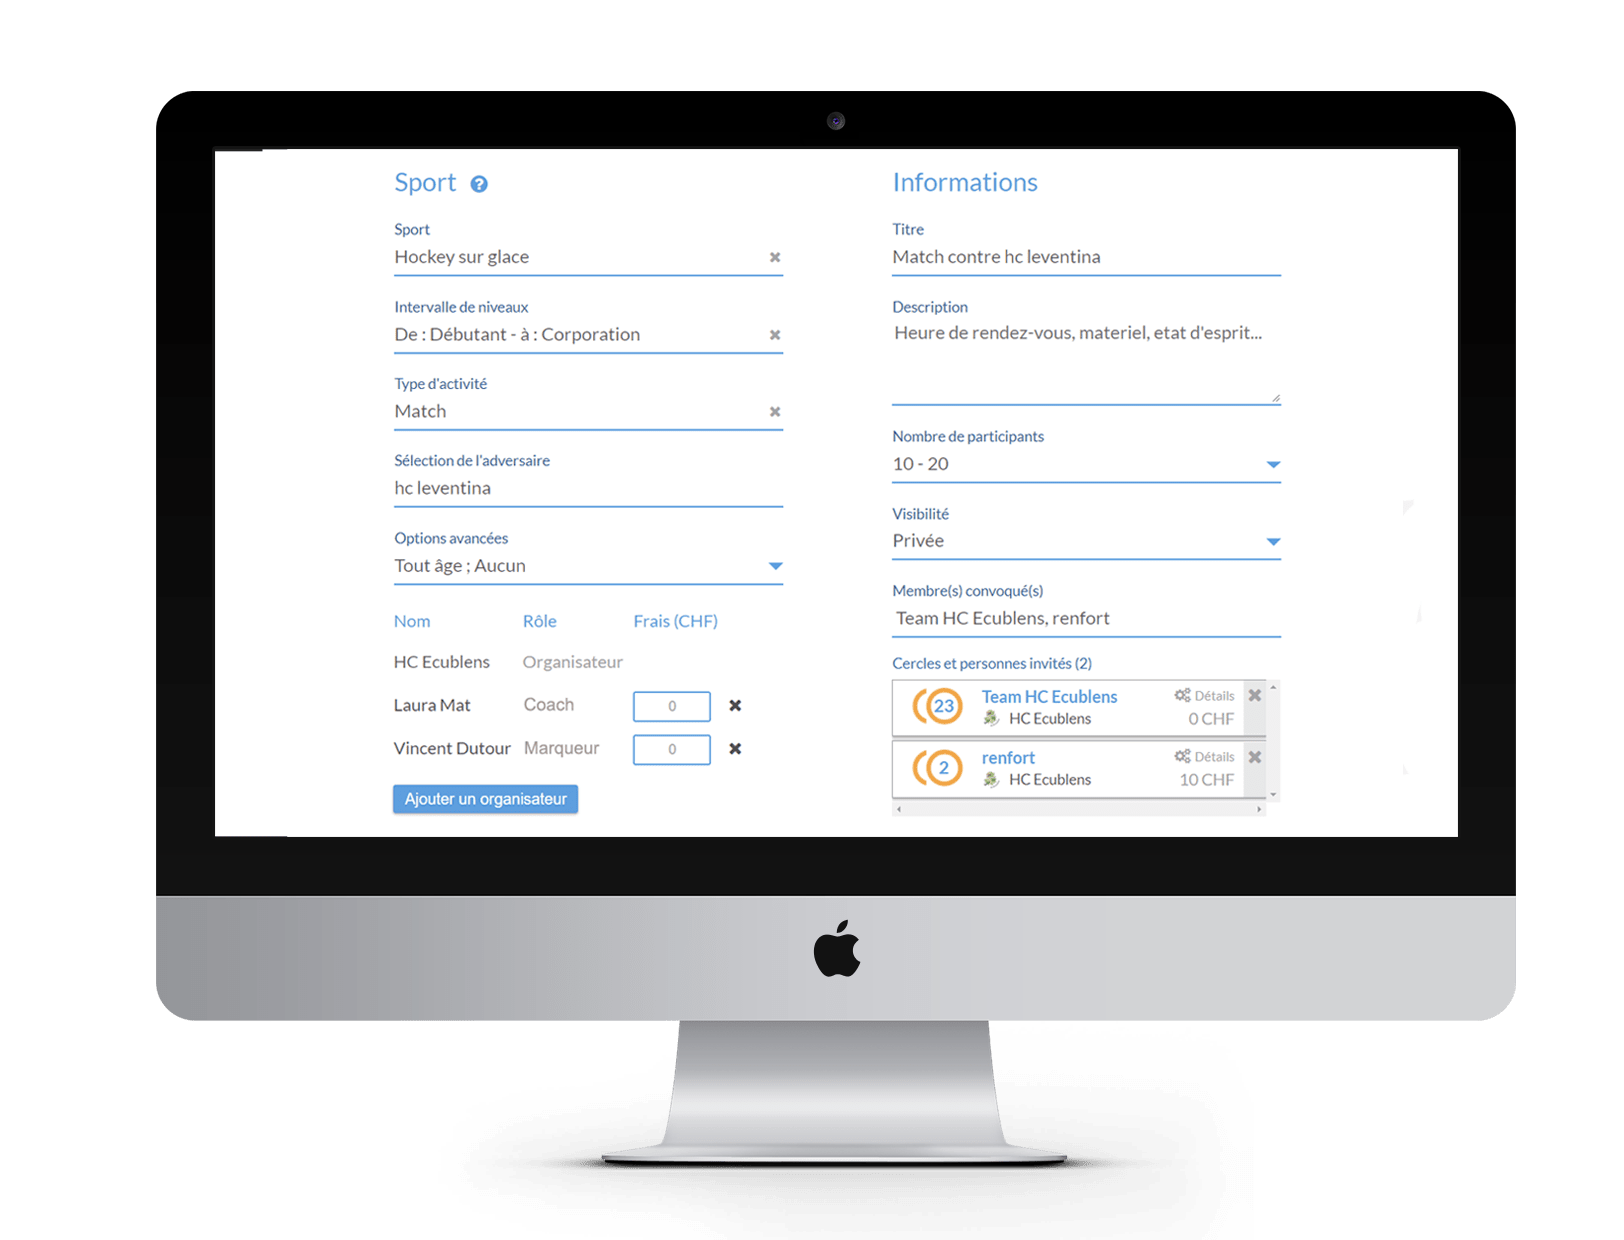 Sport
Sport
Hockey sur glace
Intervalle de niveaux
De : Débutant - à : Corporation
Type d'activité
Match
Sélection de l'adversaire
hc leventina
Options avancées
Tout âge ; Aucun
Nom Rôle Frais (CHF)
HC Ecublens Organisateur
Laura Mat Coach 0
Vincent Dutour Marqueur 0
Ajouter un organisateur
Informations
Titre
Match contre hc leventina
Description
Heure de rendez-vous, materiel, etat d'esprit...
Nombre de participants
10 - 20
Visibilité
Privée
Membre(s) convoqué(s)
Team HC Ecublens, renfort
Cercles et personnes invités (2)
23 Team HC Ecublens Détails
HC Ecublens 0 CHF
2 renfort Détails
HC Ecublens 10 CHF